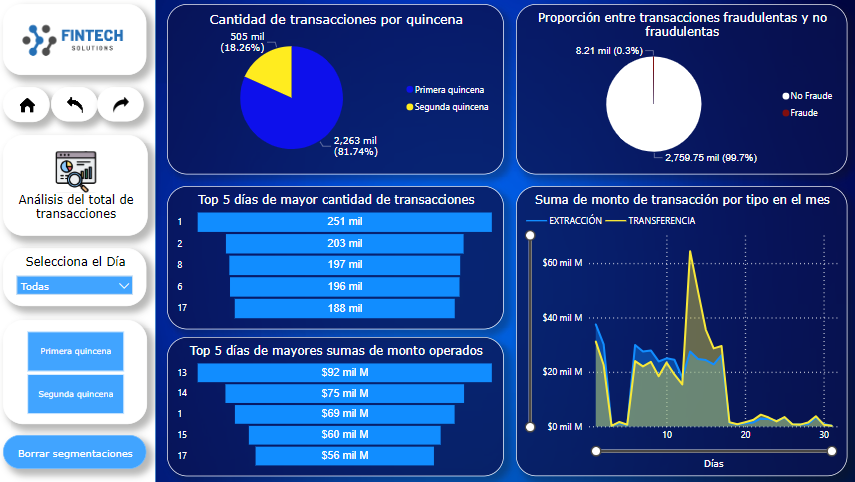 FINTECH
SOLUTIONS
Análisis del total de
transacciones
Selecciona el Día
Todas
Primera quincena
Segunda quincena
Borrar segmentaciones
Cantidad de transacciones por quincena
505 mil
(18.26%)
2,263 mil
(81.74%)
Primera quincena
Segunda quincena
Proporción entre transacciones fraudulentas y no
fraudulentas
8.21 mil (0.3%)
2,759.75 mil (99.7%)
No Fraude
Fraude
Top 5 días de mayor cantidad de transacciones
1 251 mil
2 203 mil
8 197 mil
6 196 mil
17 188 mil
Top 5 días de mayores sumas de monto operados
13 $92 mil M
14 $75 mil M
1 $69 mil M
15 $60 mil M
17 $56 mil M
Suma de monto de transacción por tipo en el mes
EXTRACCIÓN TRANSFERENCIA
$60 mil M
$40 mil M
$20 mil M
$0 mil M
10 20 30
Días